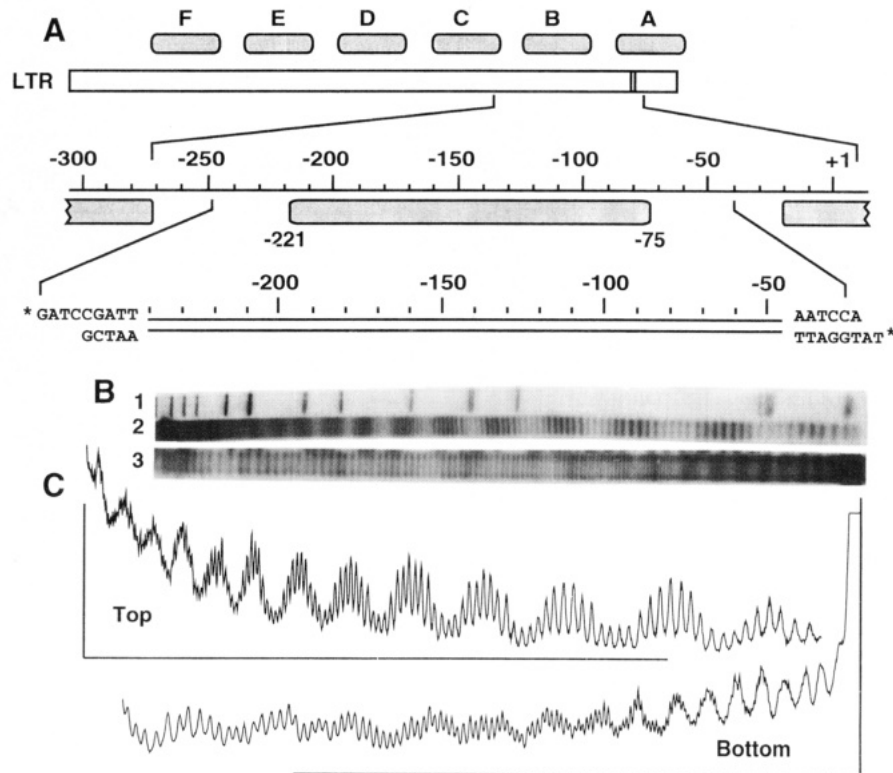 A
F E D C B A
LTR
-300 -250 -200 -150 -100 -50 +1
-221 -75
-200 -150 -100 -50
* GATCCGATT AATCCA
GCTAA TTAGGTAT*
B
1
2
3
C
Top
Bottom